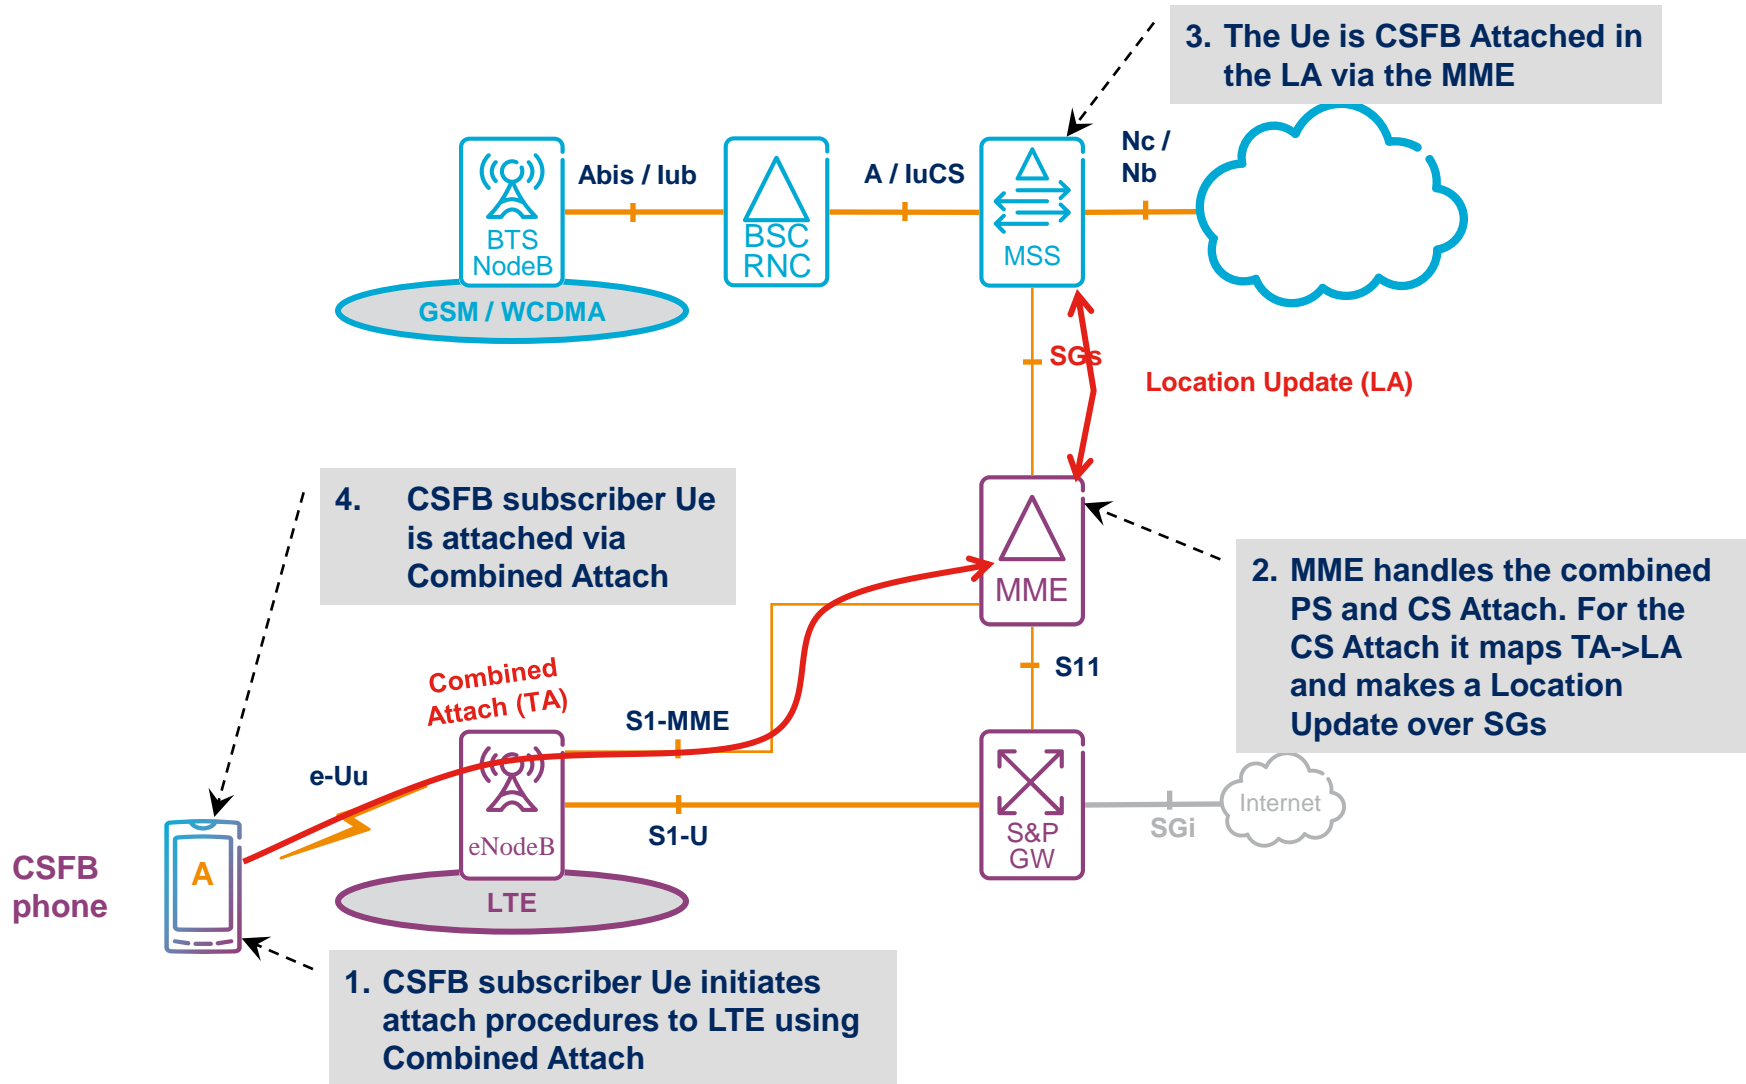 3. The Ue is CSFB Attached in
the LA via the MME
Nc /
Nb
Abis / Iub
A / IuCS
BTS
NodeB
BSC
RNC
MSS
GSM / WCDMA
SGs
Location Update (LA)
4. CSFB subscriber Ue
is attached via
Combined Attach
MME
2. MME handles the combined
PS and CS Attach. For the
CS Attach it maps TA->LA
and makes a Location
Update over SGs
S11
Combined
Attach (TA)
S1-MME
e-Uu
eNodeB
S1-U
S&P
GW
SGi
Internet
CSFB
phone
A
LTE
1. CSFB subscriber Ue initiates
attach procedures to LTE using
Combined Attach